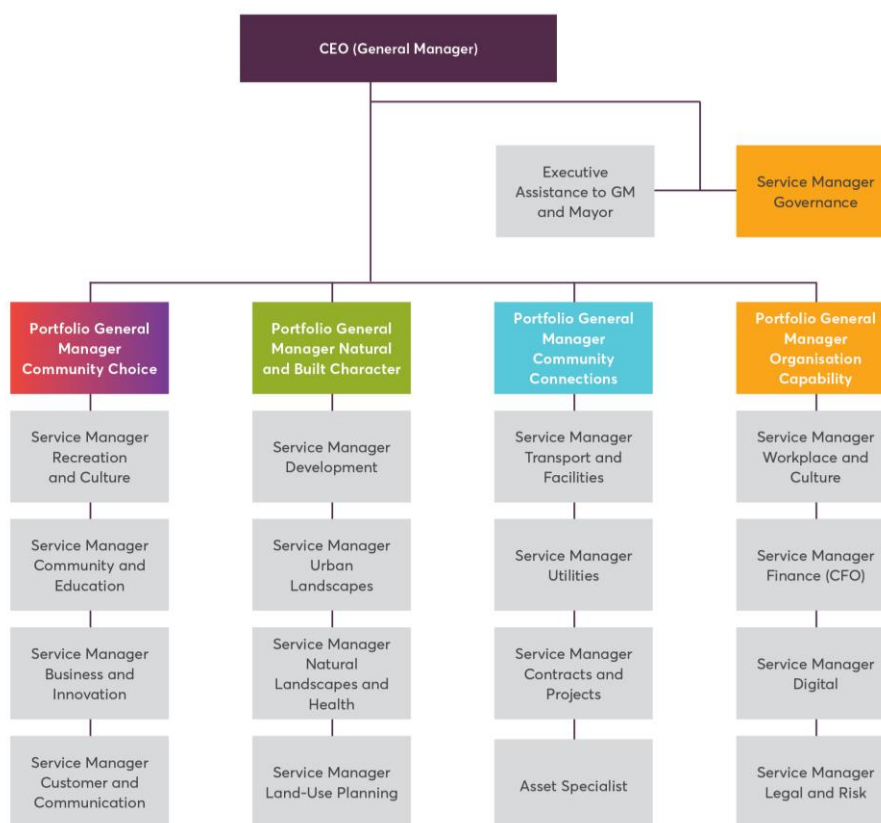 CEO (General Manager)
Executive
Assistance to GM
and Mayor
Service Manager
Governance
Portfolio General
Manager
Community Choice
Service Manager
Recreation
and Culture
Service Manager
Community and
Education
Service Manager
Business and
Innovation
Service Manager
Customer and
Communication
Portfolio General
Manager Natural
and Built Character
Service Manager
Development
Service Manager
Urban
Landscapes
Service Manager
Natural
Landscapes and
Health
Service Manager
Land-Use Planning
Portfolio General
Manager
Community
Connections
Service Manager
Transport and
Facilities
Service Manager
Utilities
Service Manager
Contracts and
Projects
Asset Specialist
Portfolio General
Manager
Organisation
Capability
Service Manager
Workplace and
Culture
Service Manager
Finance (CFO)
Service Manager
Digital
Service Manager
Legal and Risk